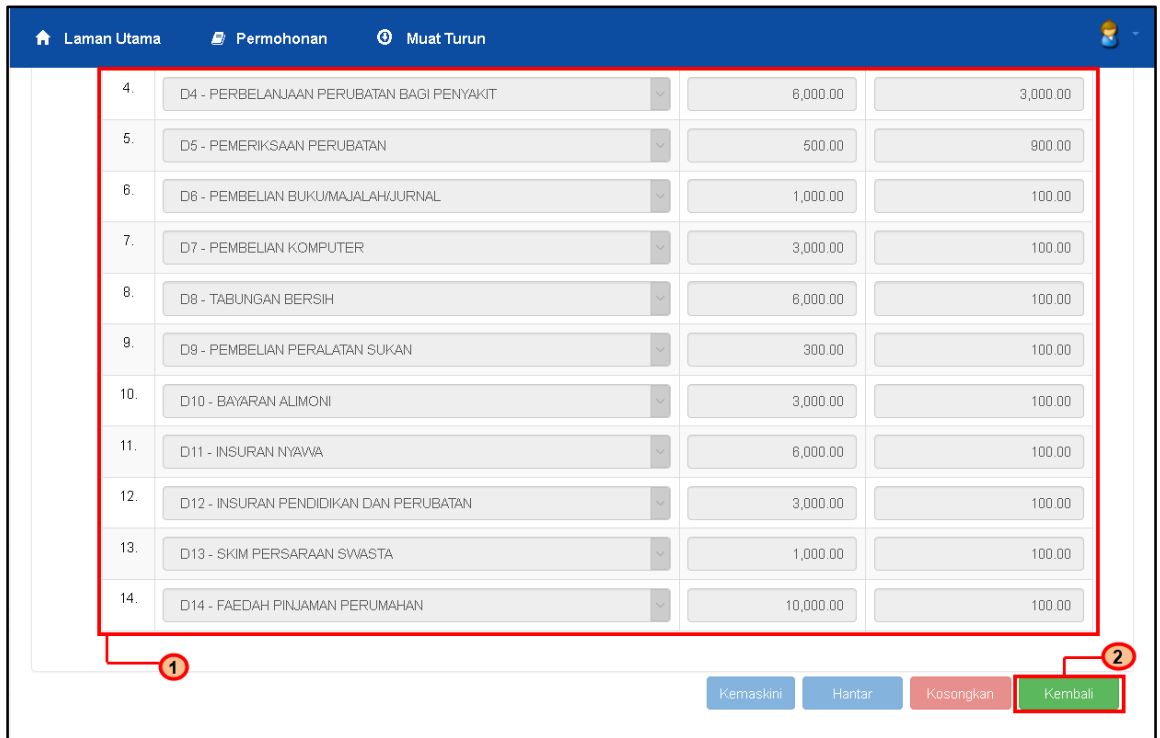 Laman Utama Permohonan Muat Turun
4. D4 - PERBELANJAAN PERUBATAN BAGI PENYAKIT 6,000.00 3,000.00
5. D5 - PEMERIKSAAN PERUBATAN 500.00 900.00
6. D6 - PEMBELIAN BUKU/MAJALAH/JURNAL 1,000.00 100.00
7. D7 - PEMBELIAN KOMPUTER 3,000.00 100.00
8. D8 - TABUNGAN BERSIH 6,000.00 100.00
9. D9 - PEMBELIAN PERALATAN SUKAN 300.00 100.00
10. D10 - BAYARAN ALIMONI 3,000.00 100.00
11. D11 - INSURAN NYAWA 6,000.00 100.00
12. D12 - INSURAN PENDIDIKAN DAN PERUBATAN 3,000.00 100.00
13. D13 - SKIM PERSARAAN SWASTA 1,000.00 100.00
14. D14 - FAEDAH PINJAMAN PERUMAHAN 10,000.00 100.00
1 2
Kemaskini Hantar Kosongkan Kembali